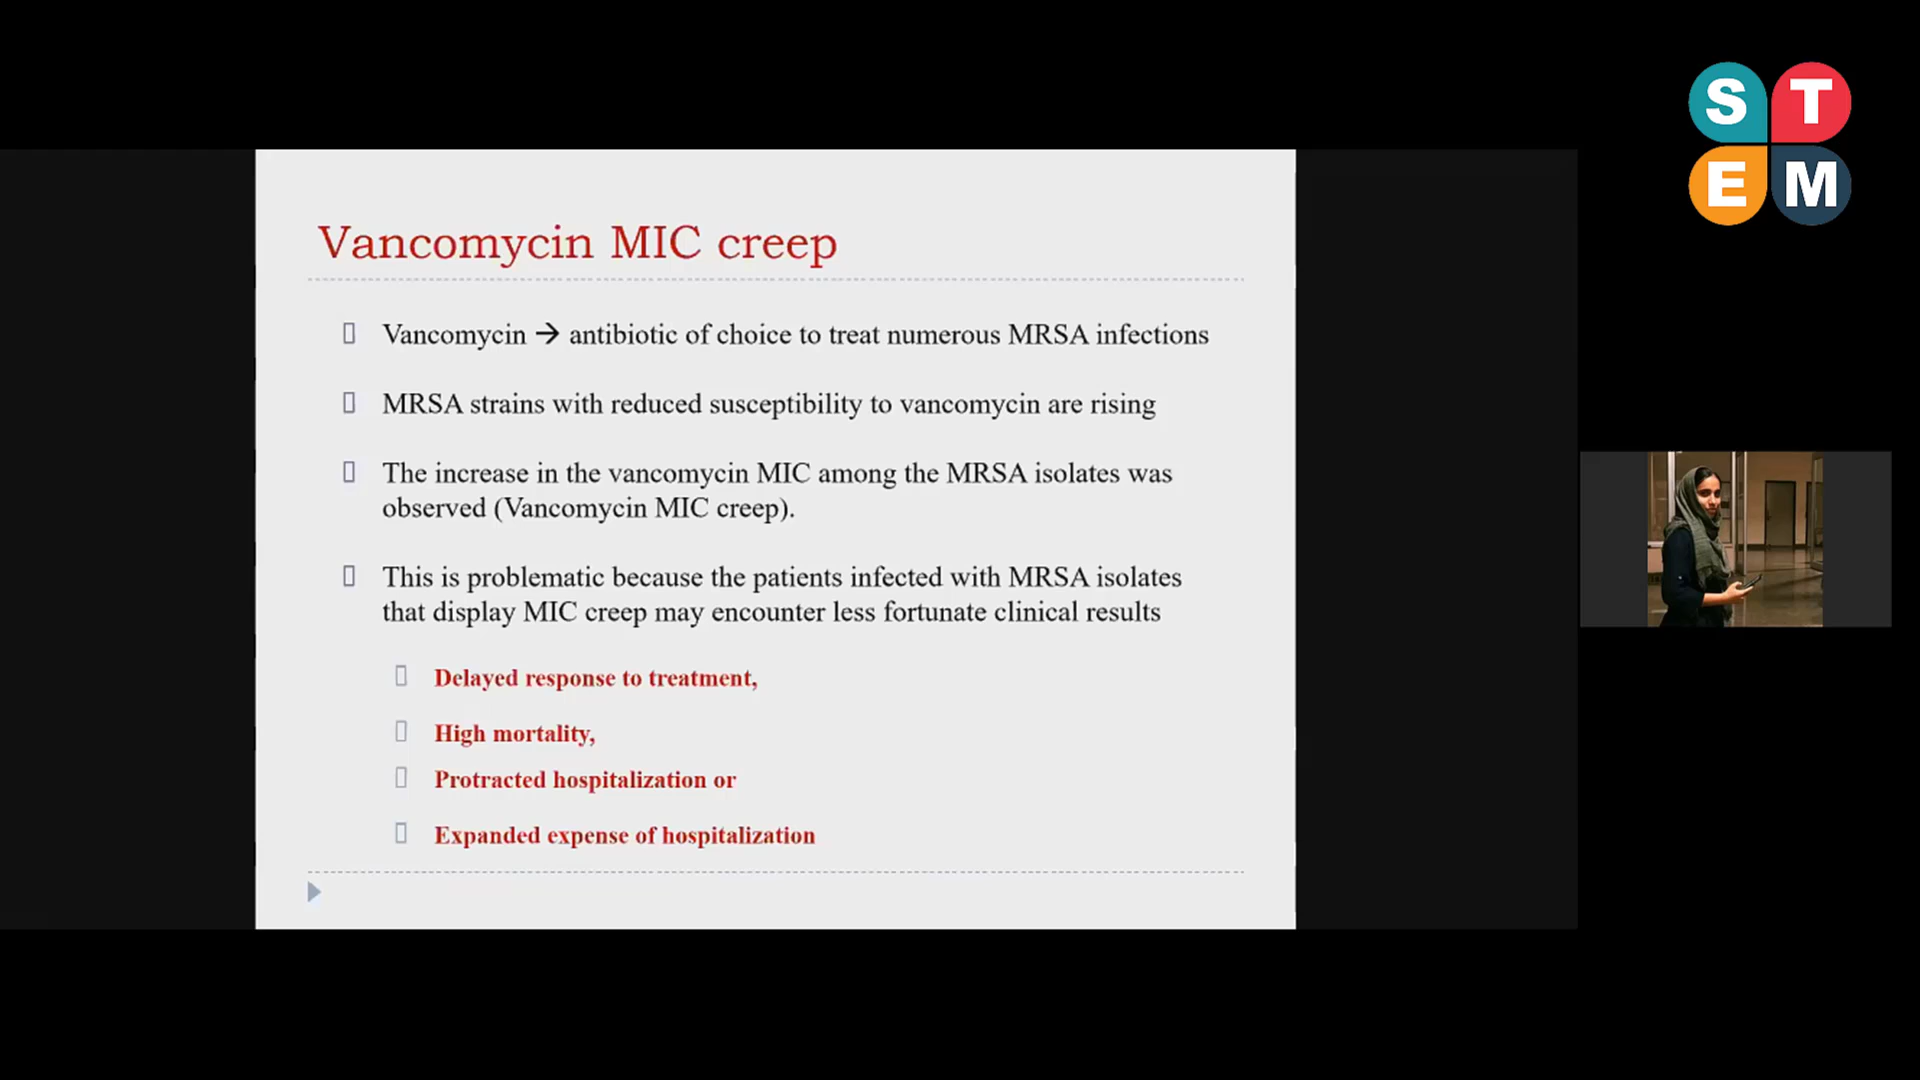 S T
E M
Vancomycin MIC creep
Vancomycin → antibiotic of choice to treat numerous MRSA infections
MRSA strains with reduced susceptibility to vancomycin are rising
The increase in the vancomycin MIC among the MRSA isolates was
observed (Vancomycin MIC creep).
This is problematic because the patients infected with MRSA isolates
that display MIC creep may encounter less fortunate clinical results
Delayed response to treatment,
High mortality,
Protracted hospitalization or
Expanded expense of hospitalization